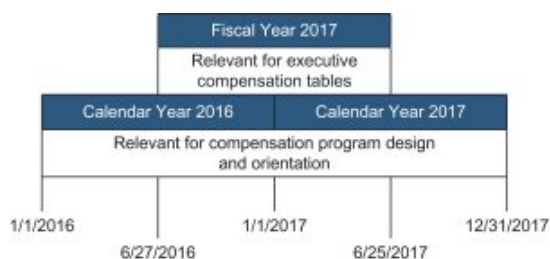 Fiscal Year 2017
Relevant for executive
compensation tables
Calendar Year 2016
Calendar Year 2017
Relevant for compensation program design
and orientation
1/1/2016
1/1/2017
12/31/2017
6/27/2016
6/25/2017